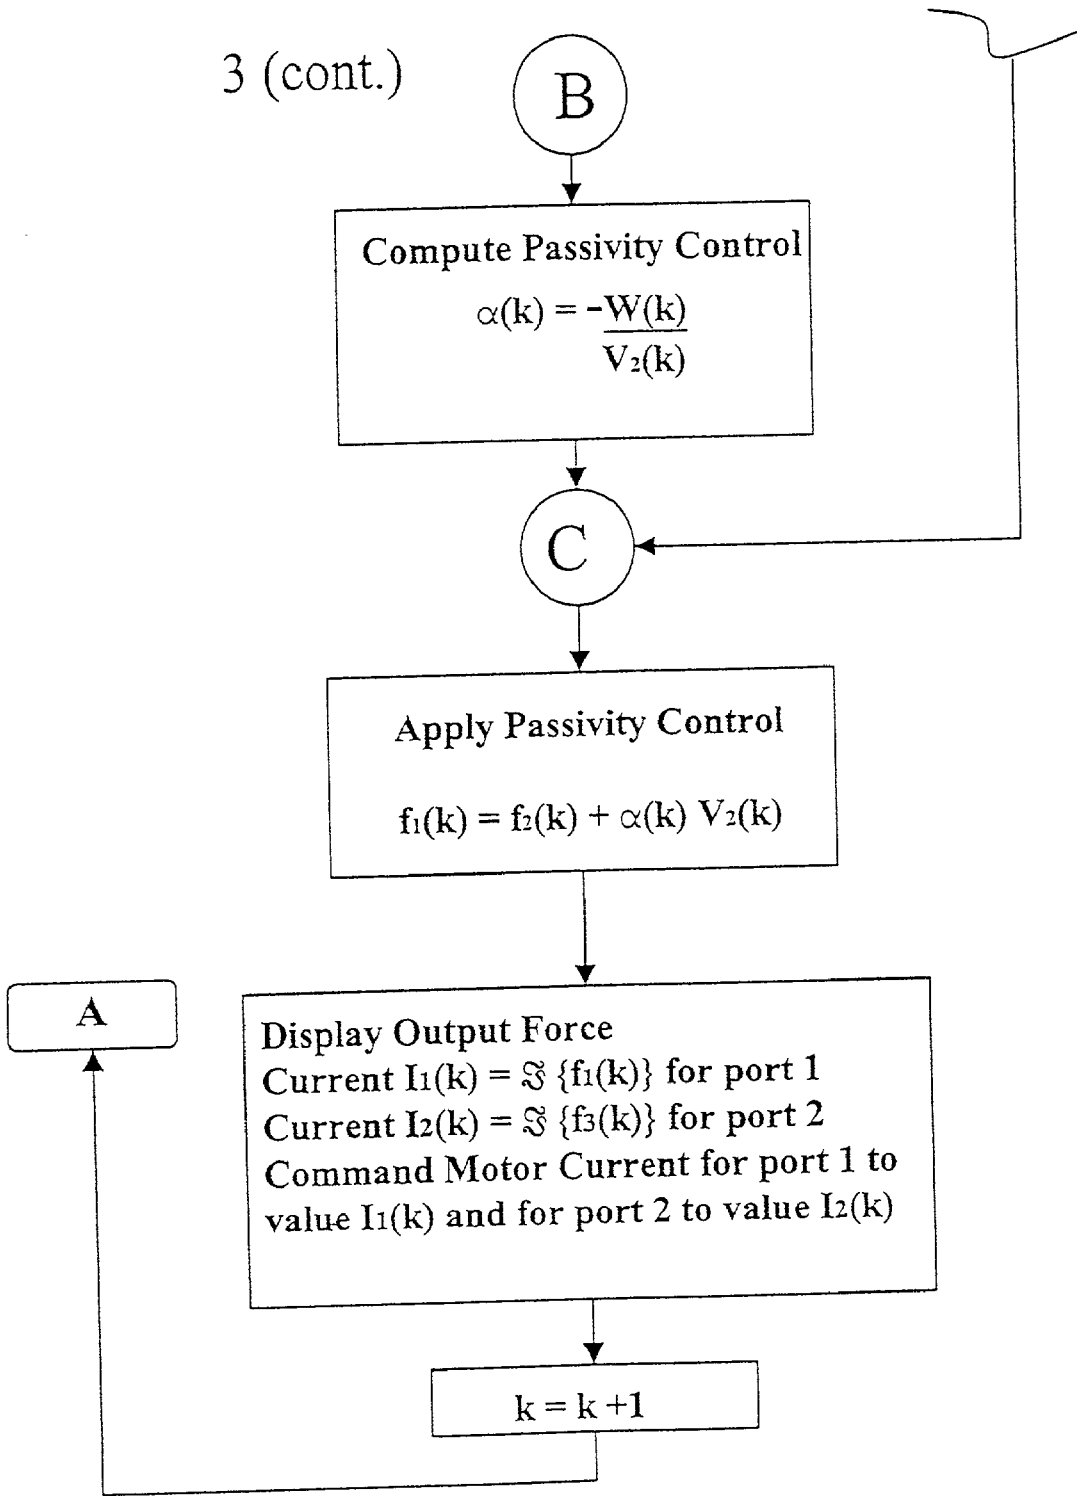 3 (cont.)
B
Compute Passivity Control
∝(k) = -W(k)
V₂(k)
C
Apply Passivity Control
f₁(k) = f₂(k) + ∝(k) V₂(k)
A
Display Output Force
Current I₁(k) = ℑ {f₁(k)} for port 1
Current I₂(k) = ℑ {f₃(k)} for port 2
Command Motor Current for port 1 to
value I₁(k) and for port 2 to value I₂(k)
k = k +1